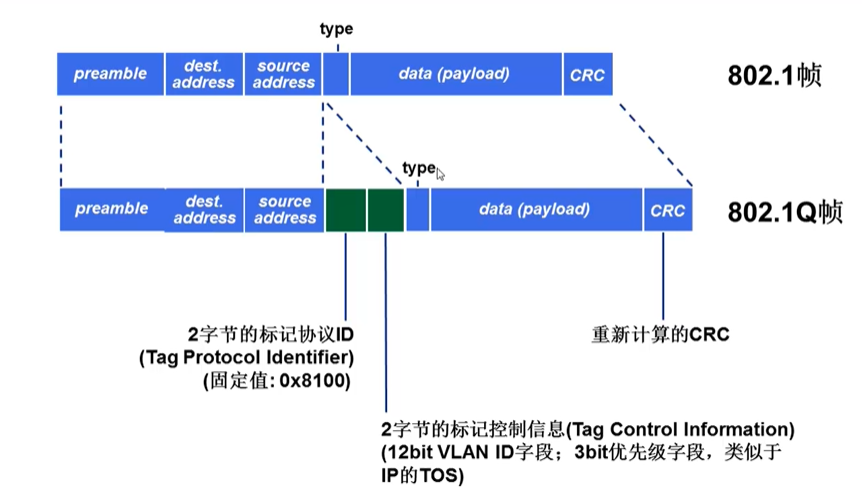 type
preamble
dest.
address
source
address
data (payload)
CRC
802.1帧
type
preamble
dest.
address
source
address
data (payload)
CRC
802.1Q帧
2字节的标记协议ID
(Tag Protocol Identifier)
(固定值: 0x8100)
重新计算的CRC
2字节的标记控制信息(Tag Control Information)
(12bit VLAN ID字段；3bit优先级字段，类似于
IP的TOS)